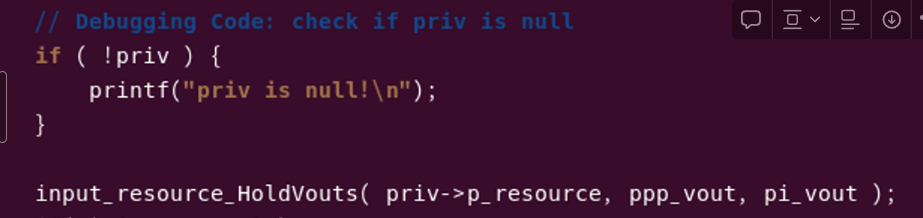 // Debugging Code: check if priv is null
if ( !priv ) {
    printf("priv is null!\n");
}
input_resource_HoldVouts( priv->p_resource, ppp_vout, pi_vout );